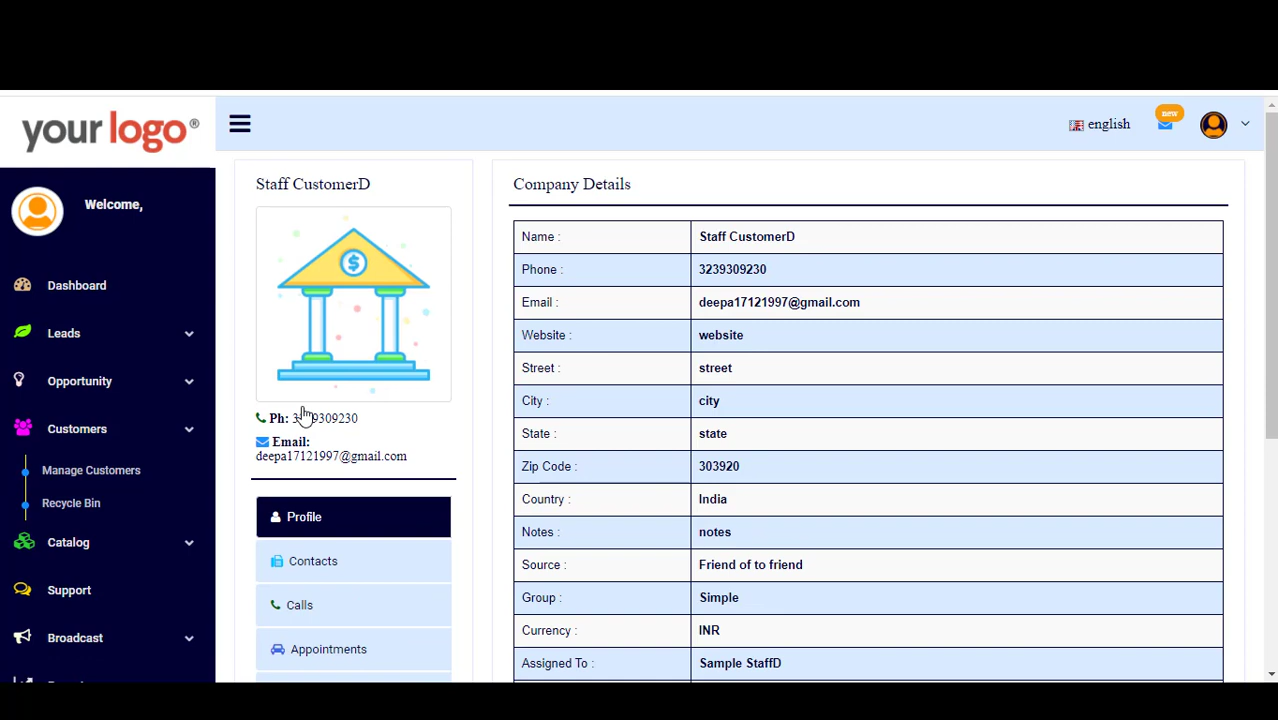 your logo®
new
english
Welcome,
Dashboard
Leads
Opportunity
Customers
Manage Customers
Recycle Bin
Catalog
Support
Broadcast
Staff CustomerD
$
Ph: 3239309230
Email:
deepa17121997@gmail.com
Profile
Contacts
Calls
Appointments
Company Details
Name : Staff CustomerD
Phone : 3239309230
Email : deepa17121997@gmail.com
Website : website
Street : street
City : city
State : state
Zip Code : 303920
Country : India
Notes : notes
Source : Friend of to friend
Group : Simple
Currency : INR
Assigned To : Sample StaffD